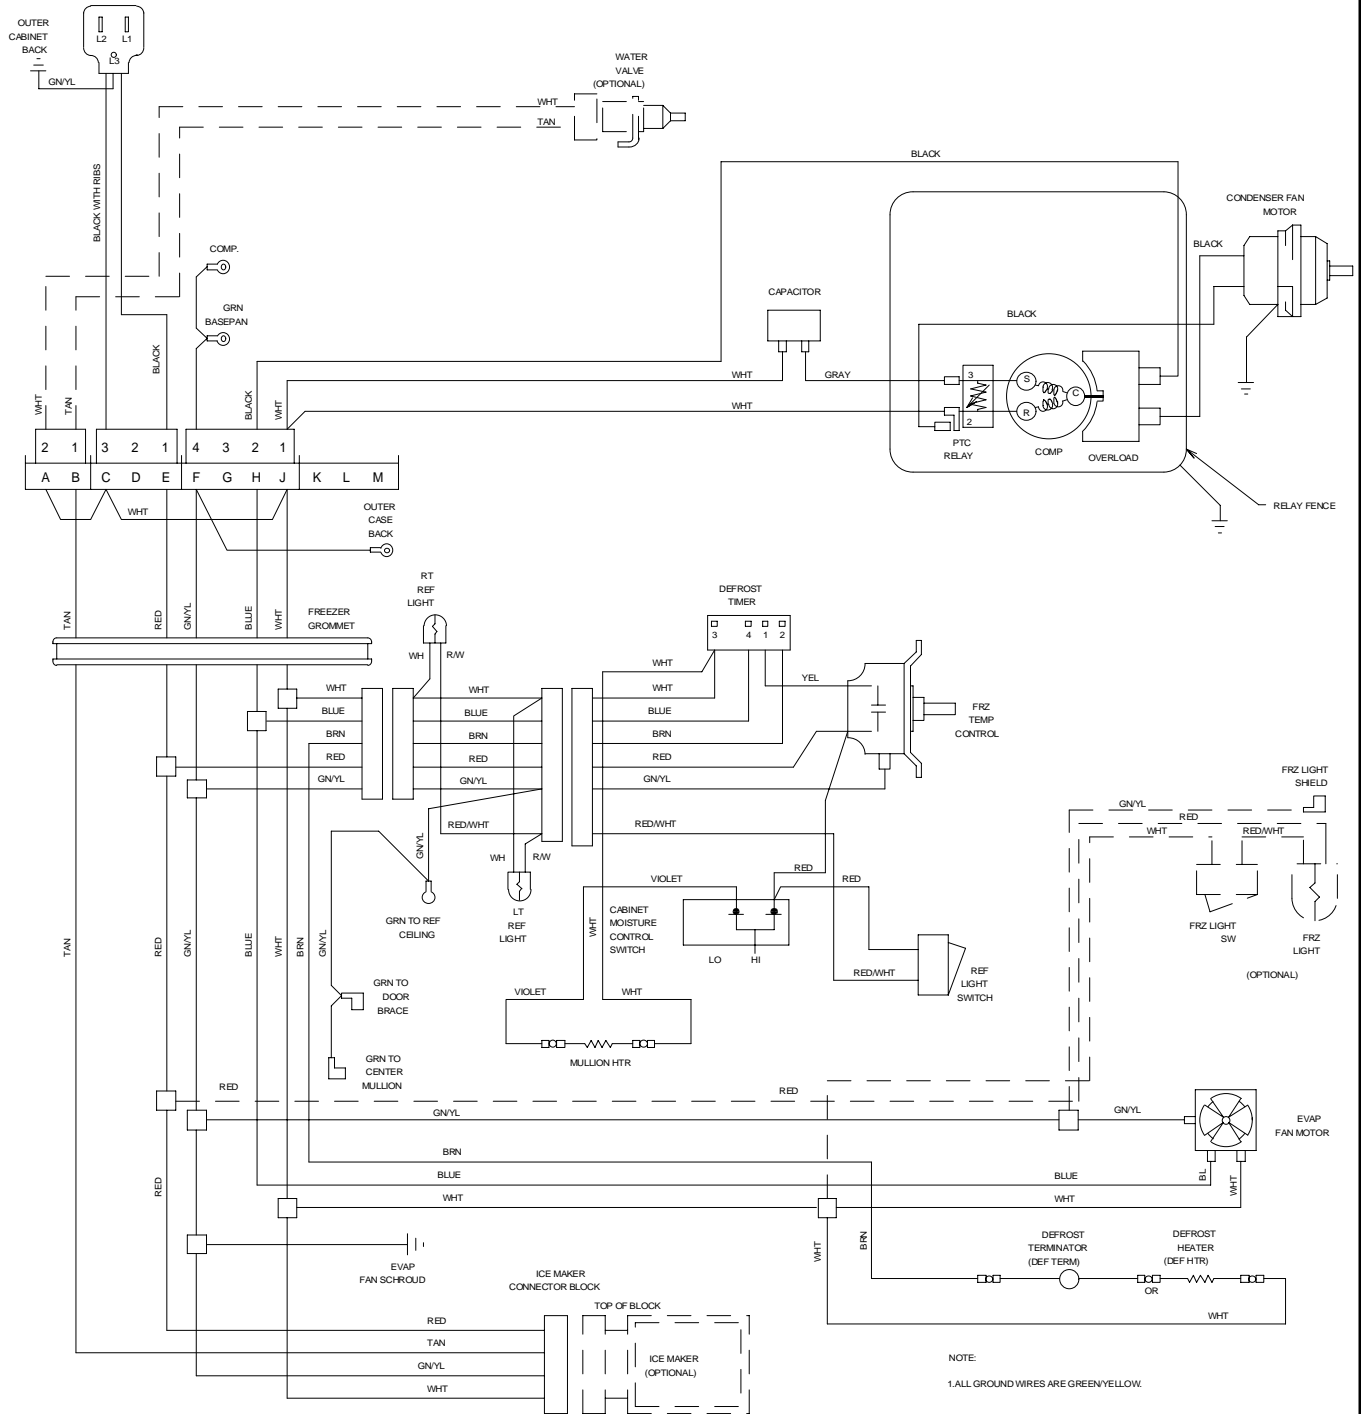 OUTER
CABINET
BACK
L2
L1
L3
GN/YL
WATER
VALVE
(OPTIONAL)
WHT
TAN
BLACK
BLACK WITH RIBS
CONDENSER FAN
MOTOR
BLACK
COMP.
GRN
BASEPAN
CAPACITOR
BLACK
BLACK
WHT
GRAY
WHT
WHT
TAN
BLACK
WHT
3
2
S
R
C
PTC
RELAY
COMP
OVERLOAD
2 1 3 2 1 4 3 2 1
A B C D E F G H J K L M
WHT
OUTER
CASE
BACK
RELAY FENCE
RT
REF
LIGHT
DEFROST
TIMER
3 4 1 2
TAN
RED
GN/YL
BLUE
WHT
FREEZER
GROMMET
WH
R/W
WHT
YEL
WHT
WHT
WHT
BLUE
BLUE
BLUE
BRN
BRN
BRN
RED
RED
RED
GN/YL
GN/YL
GN/YL
FRZ
TEMP
CONTROL
RED/WHT
RED/WHT
GN/YL
WH
R/W
LT
REF
LIGHT
GRN TO REF
CEILING
VIOLET
RED
RED
WHT
CABINET
MOISTURE
CONTROL
SWITCH
LO
HI
RED/WHT
REF
LIGHT
SWITCH
FRZ LIGHT
SHIELD
GN/YL
RED
WHT
RED/WHT
FRZ LIGHT
SW
FRZ
LIGHT
(OPTIONAL)
TAN
RED
GN/YL
BLUE
WHT
BRN
GN/YL
GRN TO
DOOR
BRACE
VIOLET
WHT
MULLION HTR
GRN TO
CENTER
MULLION
RED
RED
GN/YL
GN/YL
EVAP
FAN MOTOR
BRN
BLUE
BLUE
BL
WHT
WHT
WHT
RED
WHT
BRN
EVAP
FAN SCHROUD
DEFROST
TERMINATOR
(DEF TERM)
DEFROST
HEATER
(DEF HTR)
OR
WHT
ICE MAKER
CONNECTOR BLOCK
TOP OF BLOCK
RED
TAN
GN/YL
WHT
ICE MAKER
(OPTIONAL)
NOTE:
1.ALL GROUND WIRES ARE GREEN/YELLOW.